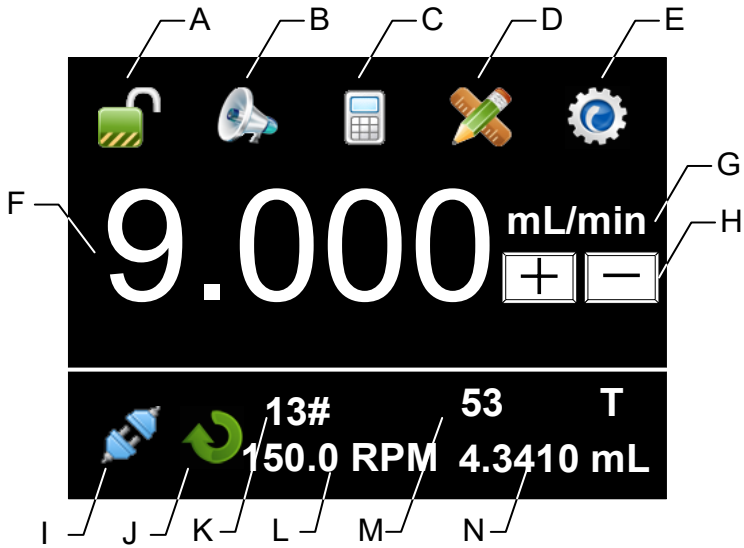 A B C D E
F
9.000
mL/min
G
H
+ −
13# 53 T
150.0 RPM 4.3410 mL
I J K L M N